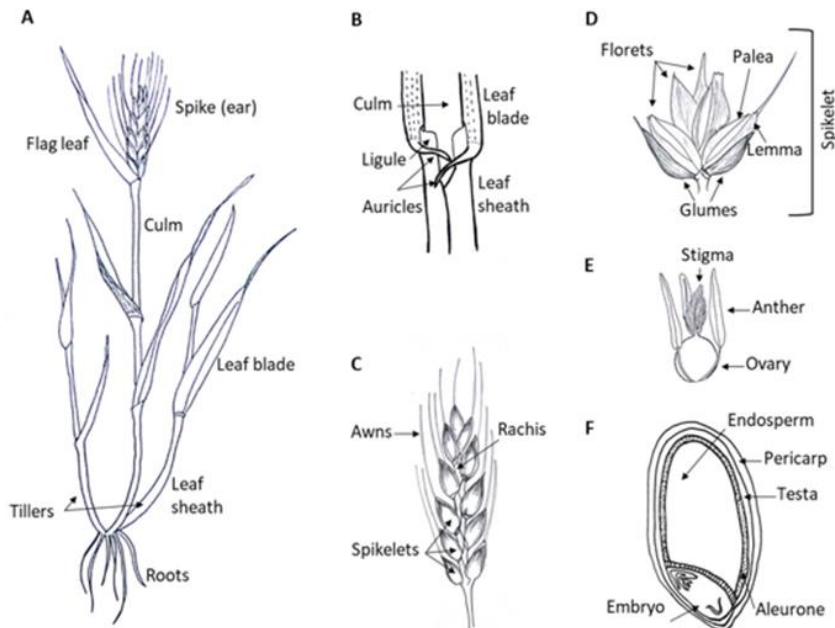 A
Spike (ear)
Flag leaf
Culm
Leaf blade
Tillers
Leaf
sheath
Roots
B
Culm
Leaf
blade
Ligule
Auricles
Leaf
sheath
C
Awns
Rachis
Spikelets
D
Florets
Palea
Lemma
Glumes
Spikelet
E
Stigma
Anther
Ovary
F
Endosperm
Pericarp
Testa
Aleurone
Embryo